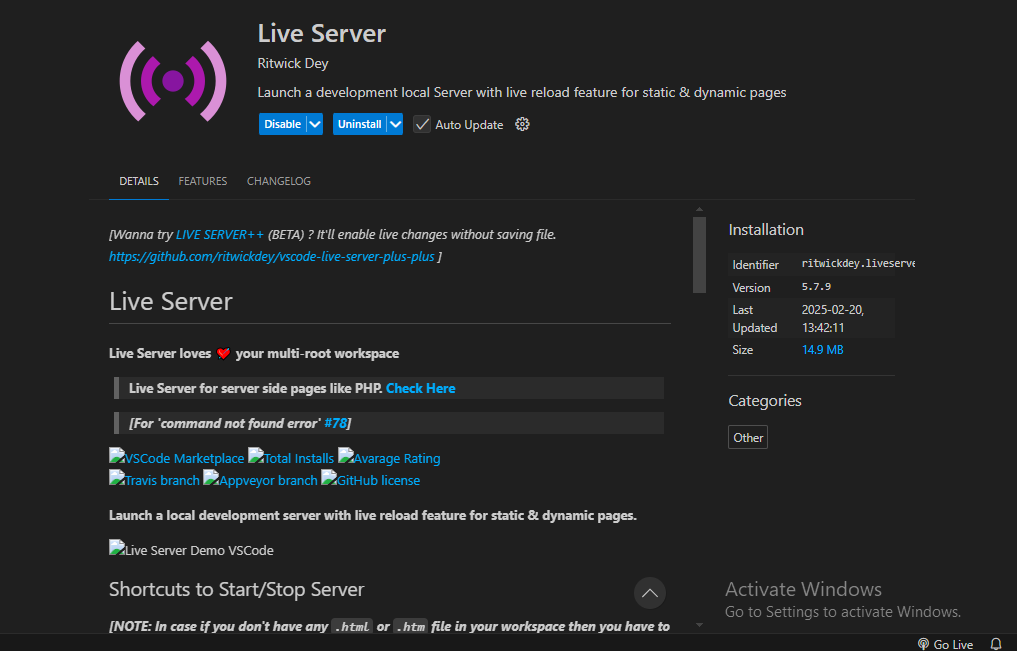 Live Server
Ritwick Dey
Launch a development local Server with live reload feature for static & dynamic pages
Disable Uninstall Auto Update
DETAILS FEATURES CHANGELOG
[Wanna try LIVE SERVER++ (BETA) ? It'll enable live changes without saving file.
https://github.com/ritwickdey/vscode-live-server-plus-plus ]
Live Server
Live Server loves ❤️ your multi-root workspace
Live Server for server side pages like PHP. Check Here
[For 'command not found error' #78]
VSCode Marketplace Total Installs Avarage Rating
Travis branch Appveyor branch GitHub license
Launch a local development server with live reload feature for static & dynamic pages.
Live Server Demo VSCode
Shortcuts to Start/Stop Server
[NOTE: In case if you don't have any .html or .htm file in your workspace then you have to
Installation
Identifier ritwickdey.liveserve
Version 5.7.9
Last 2025-02-20,
Updated 13:42:11
Size 14.9 MB
Categories
Other
Activate Windows
Go to Settings to activate Windows.
Go Live